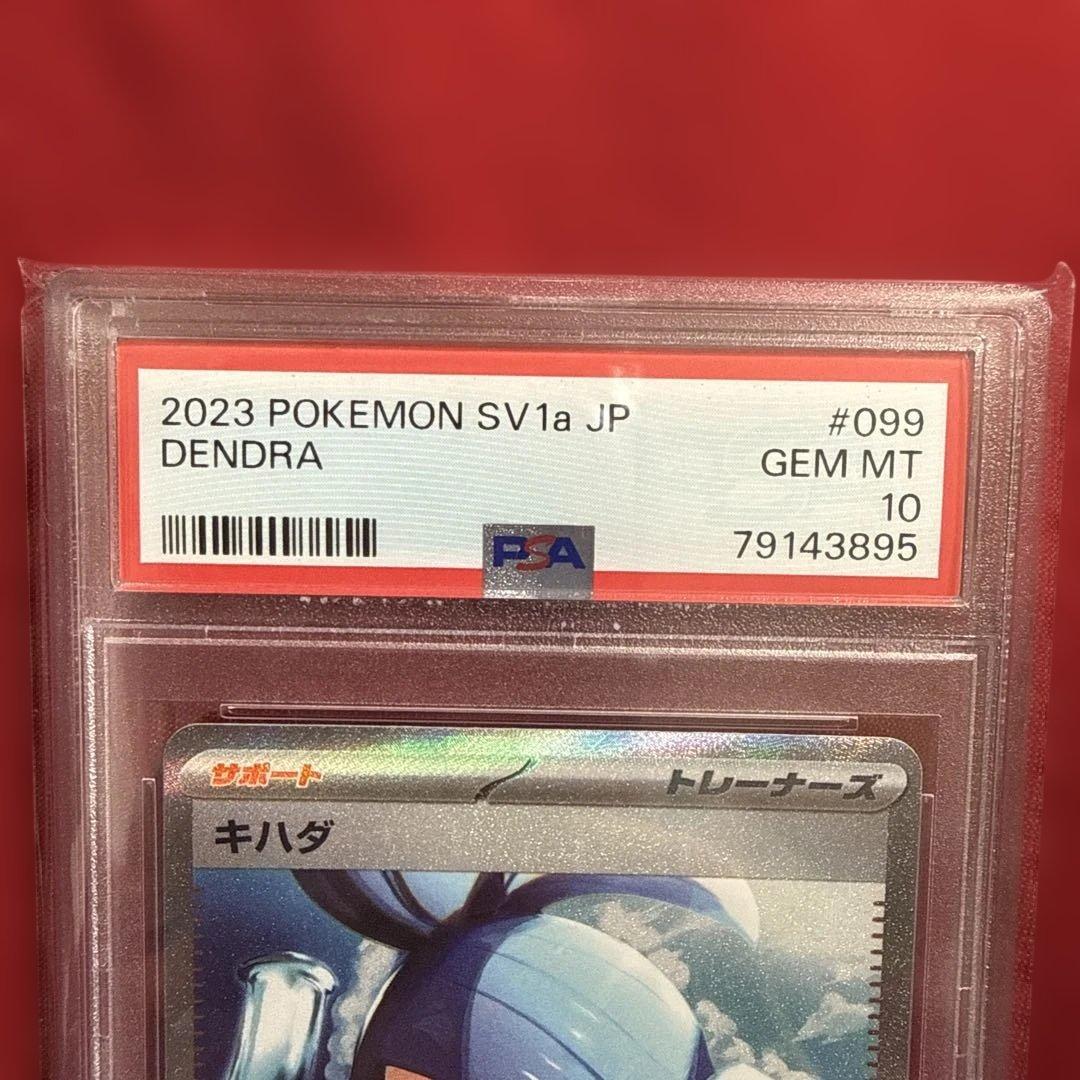 2023 POKEMON SV1a JP #099
DENDRA GEM MT
10
PSA 79143895
サポート トレーナーズ
キハダ